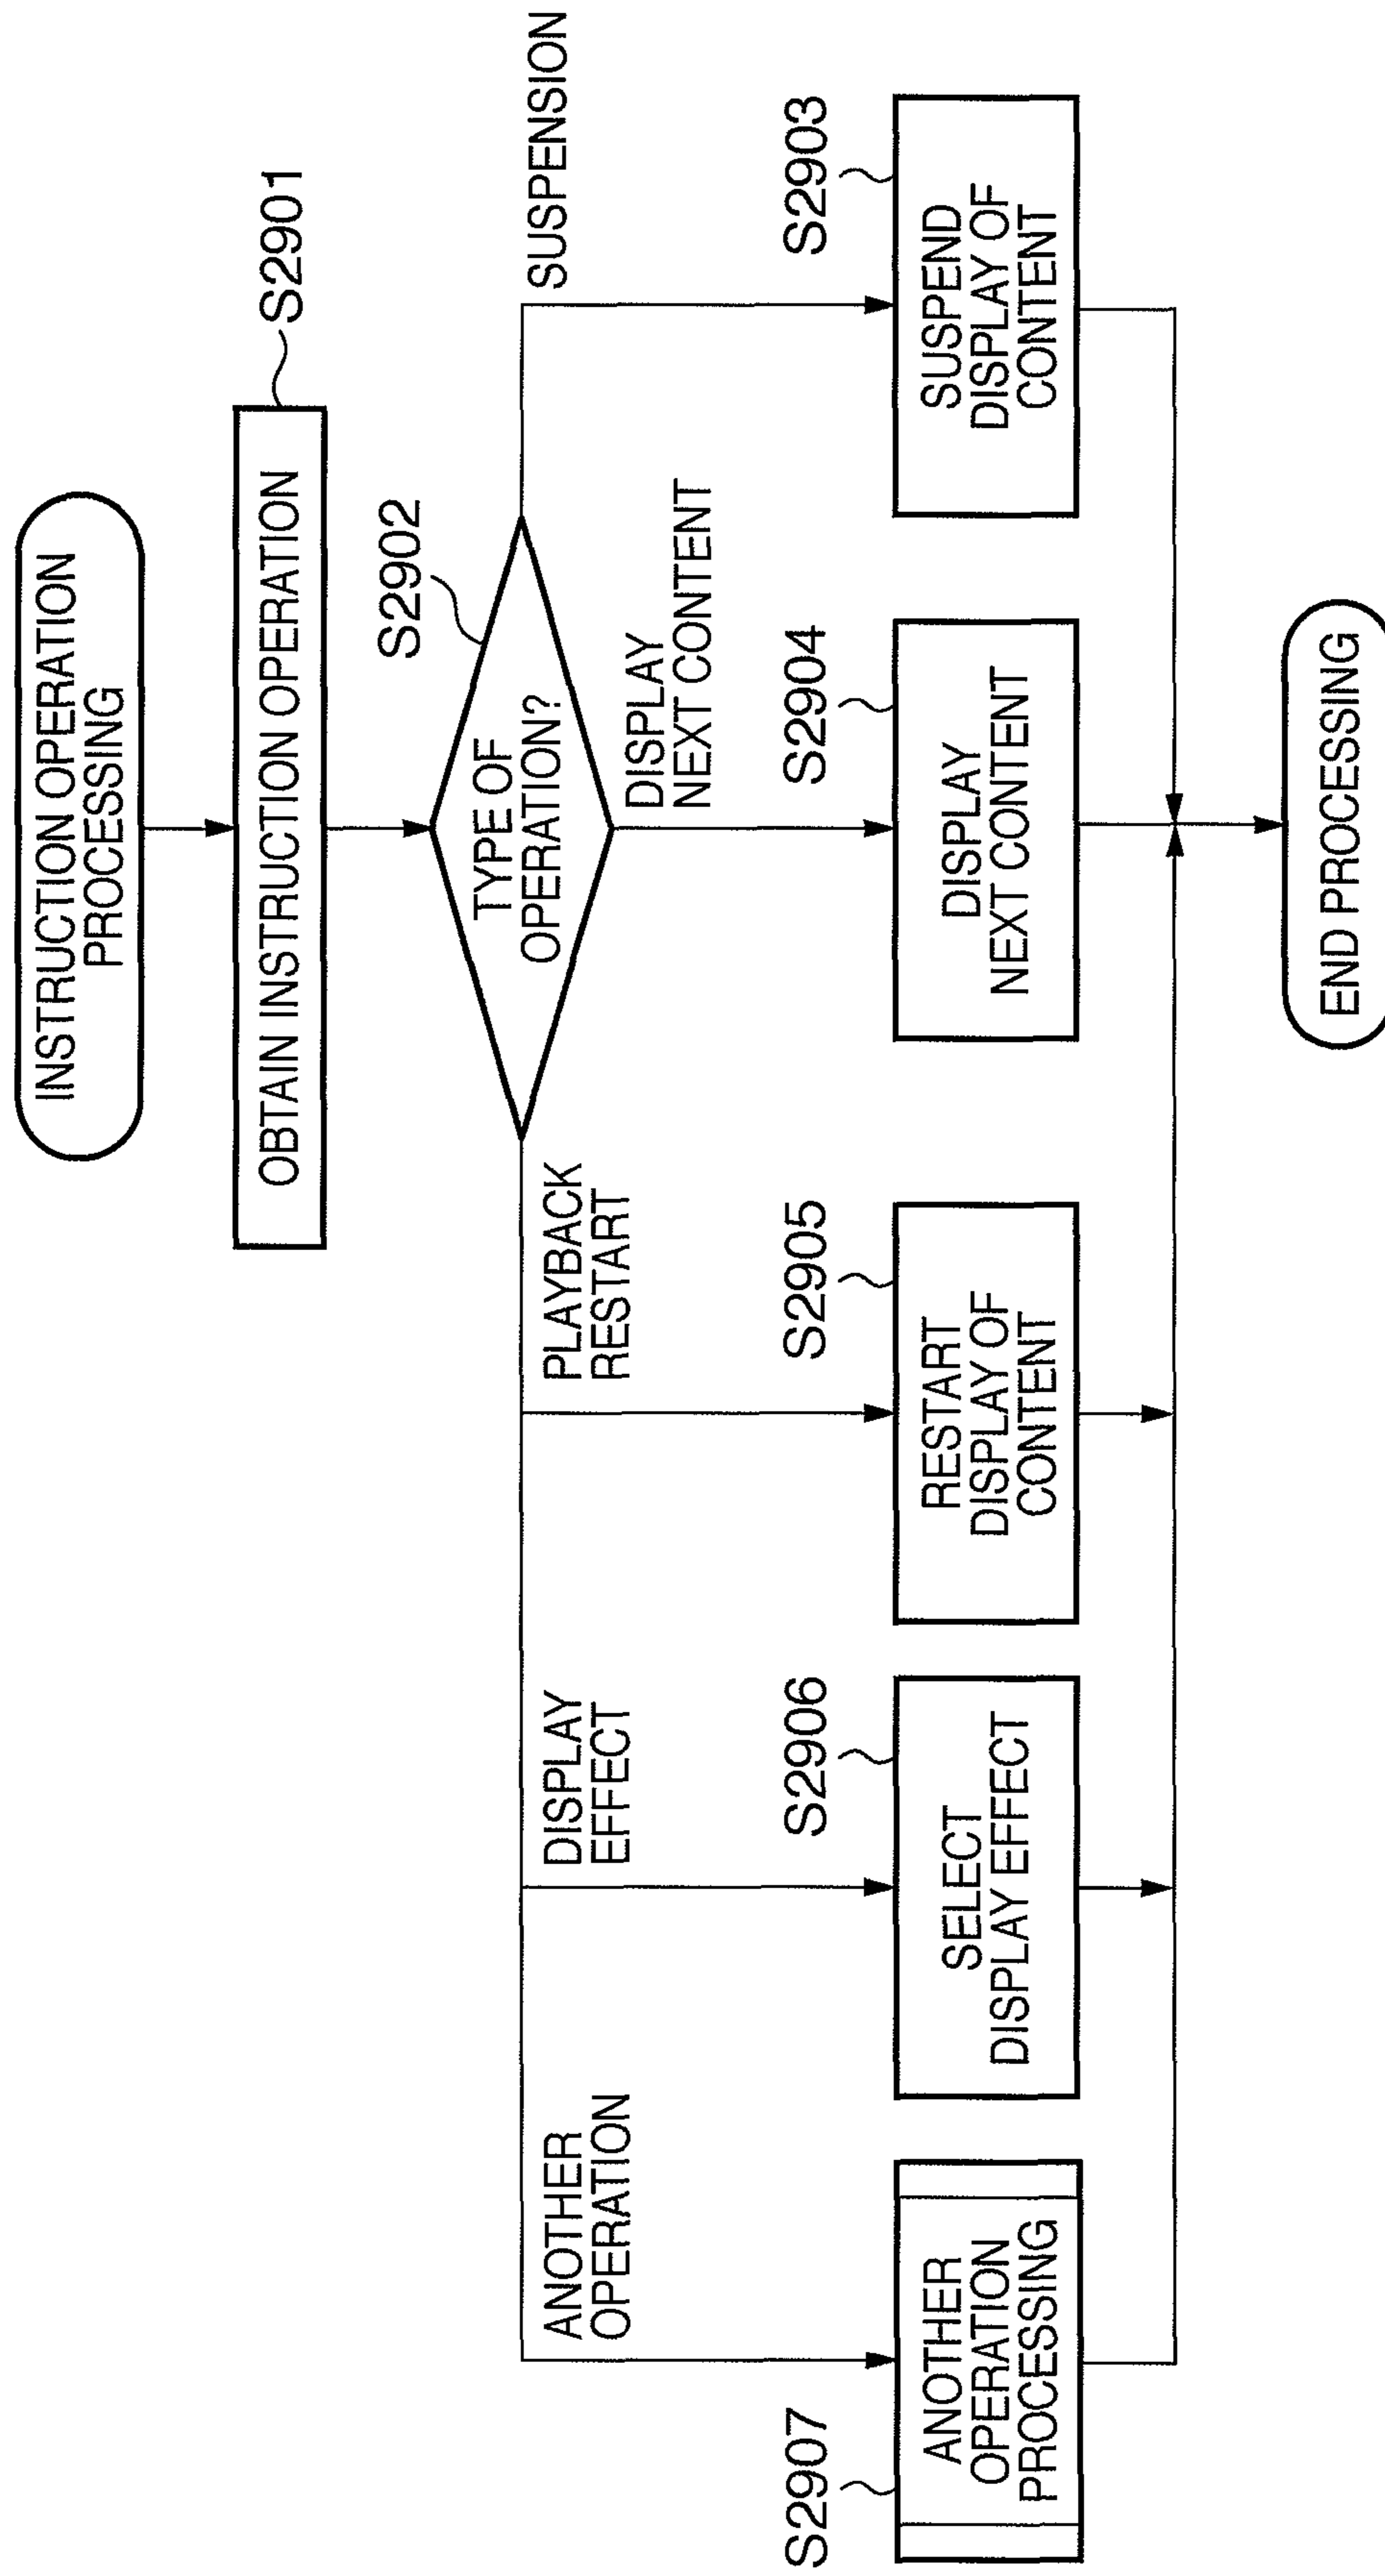 INSTRUCTION OPERATION
PROCESSING
S2901
OBTAIN INSTRUCTION OPERATION
S2902
TYPE OF
OPERATION?
ANOTHER
OPERATION
DISPLAY
EFFECT
PLAYBACK
RESTART
DISPLAY
NEXT CONTENT
SUSPENSION
S2907
ANOTHER
OPERATION
PROCESSING
S2906
SELECT
DISPLAY EFFECT
S2905
RESTART
DISPLAY OF
CONTENT
S2904
DISPLAY
NEXT CONTENT
S2903
SUSPEND
DISPLAY OF
CONTENT
END PROCESSING